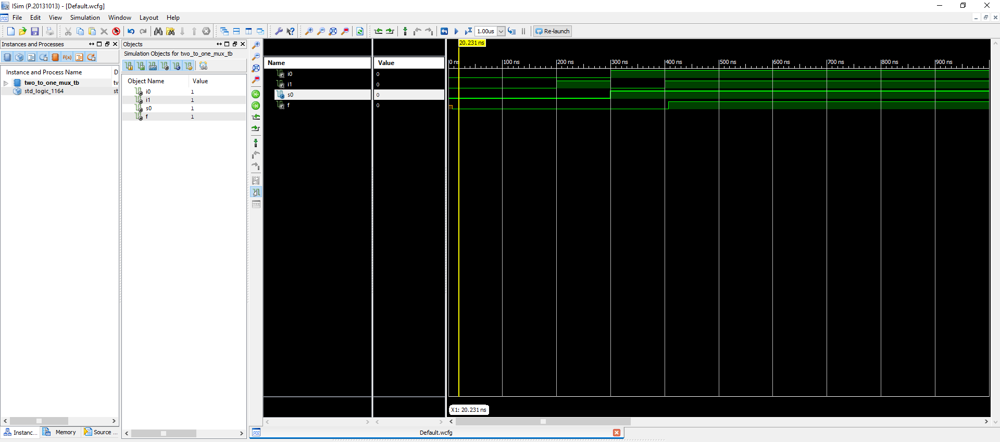 ISim (P.20131013) - [Default.wcfg]
File Edit View Simulation Window Layout Help
1.00us Re-launch
Instances and Processes
Instance and Process Name D
two_to_one_mux_tb tv
std_logic_1164 st
Instanc... Memory Source ...
Objects
Simulation Objects for two_to_one_mux_tb
Object Name Value
i0 1
i1 1
s0 1
f 1
Name Value
i0 0
i1 0
s0 0
f 0
20.231 ns
0 ns 100 ns 200 ns 300 ns 400 ns 500 ns 600 ns 700 ns 800 ns 900 ns
X1: 20.231 ns
Default.wcfg